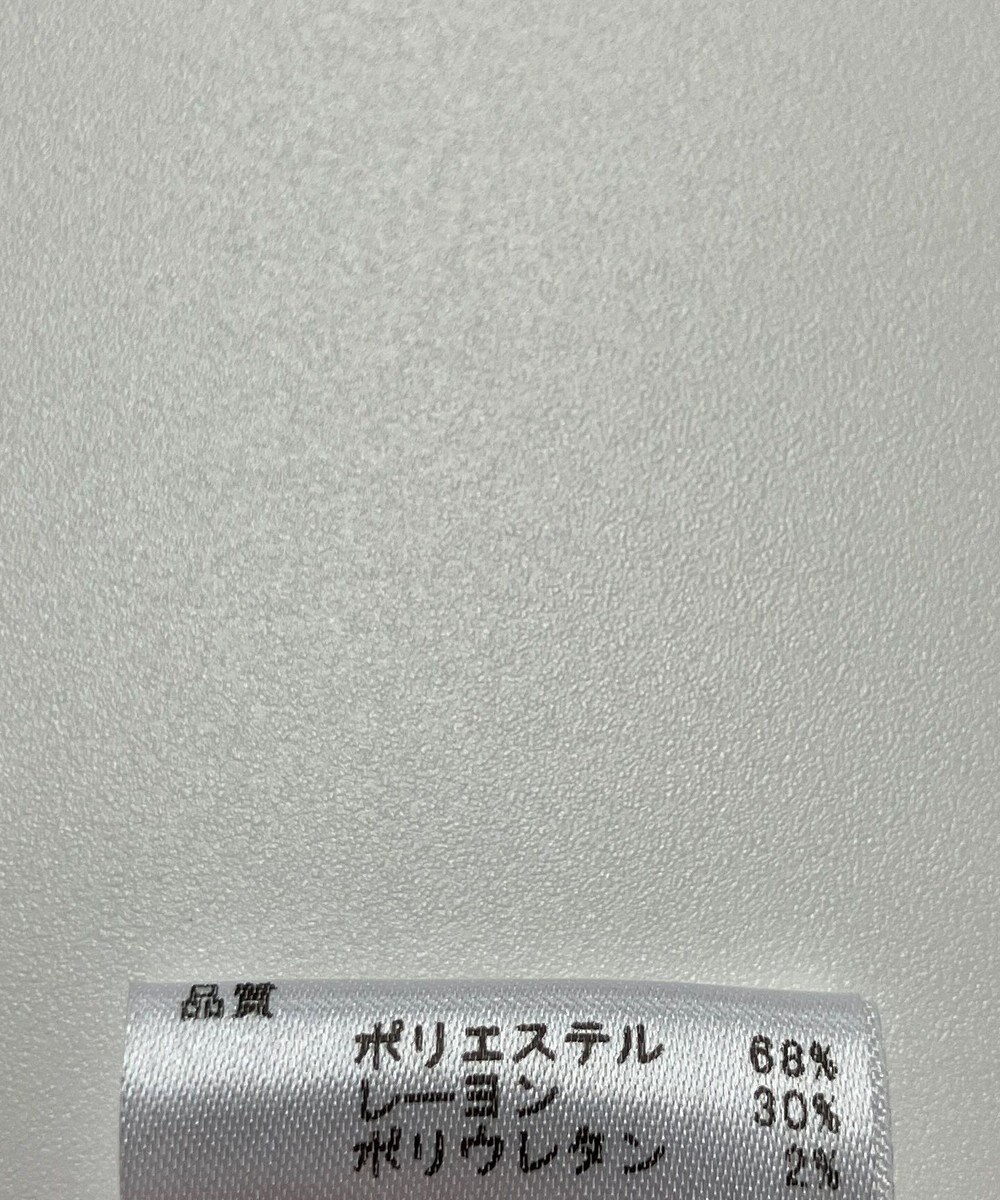 品質
ポリエステル 68%
レーヨン 30%
ポリウレタン 2%